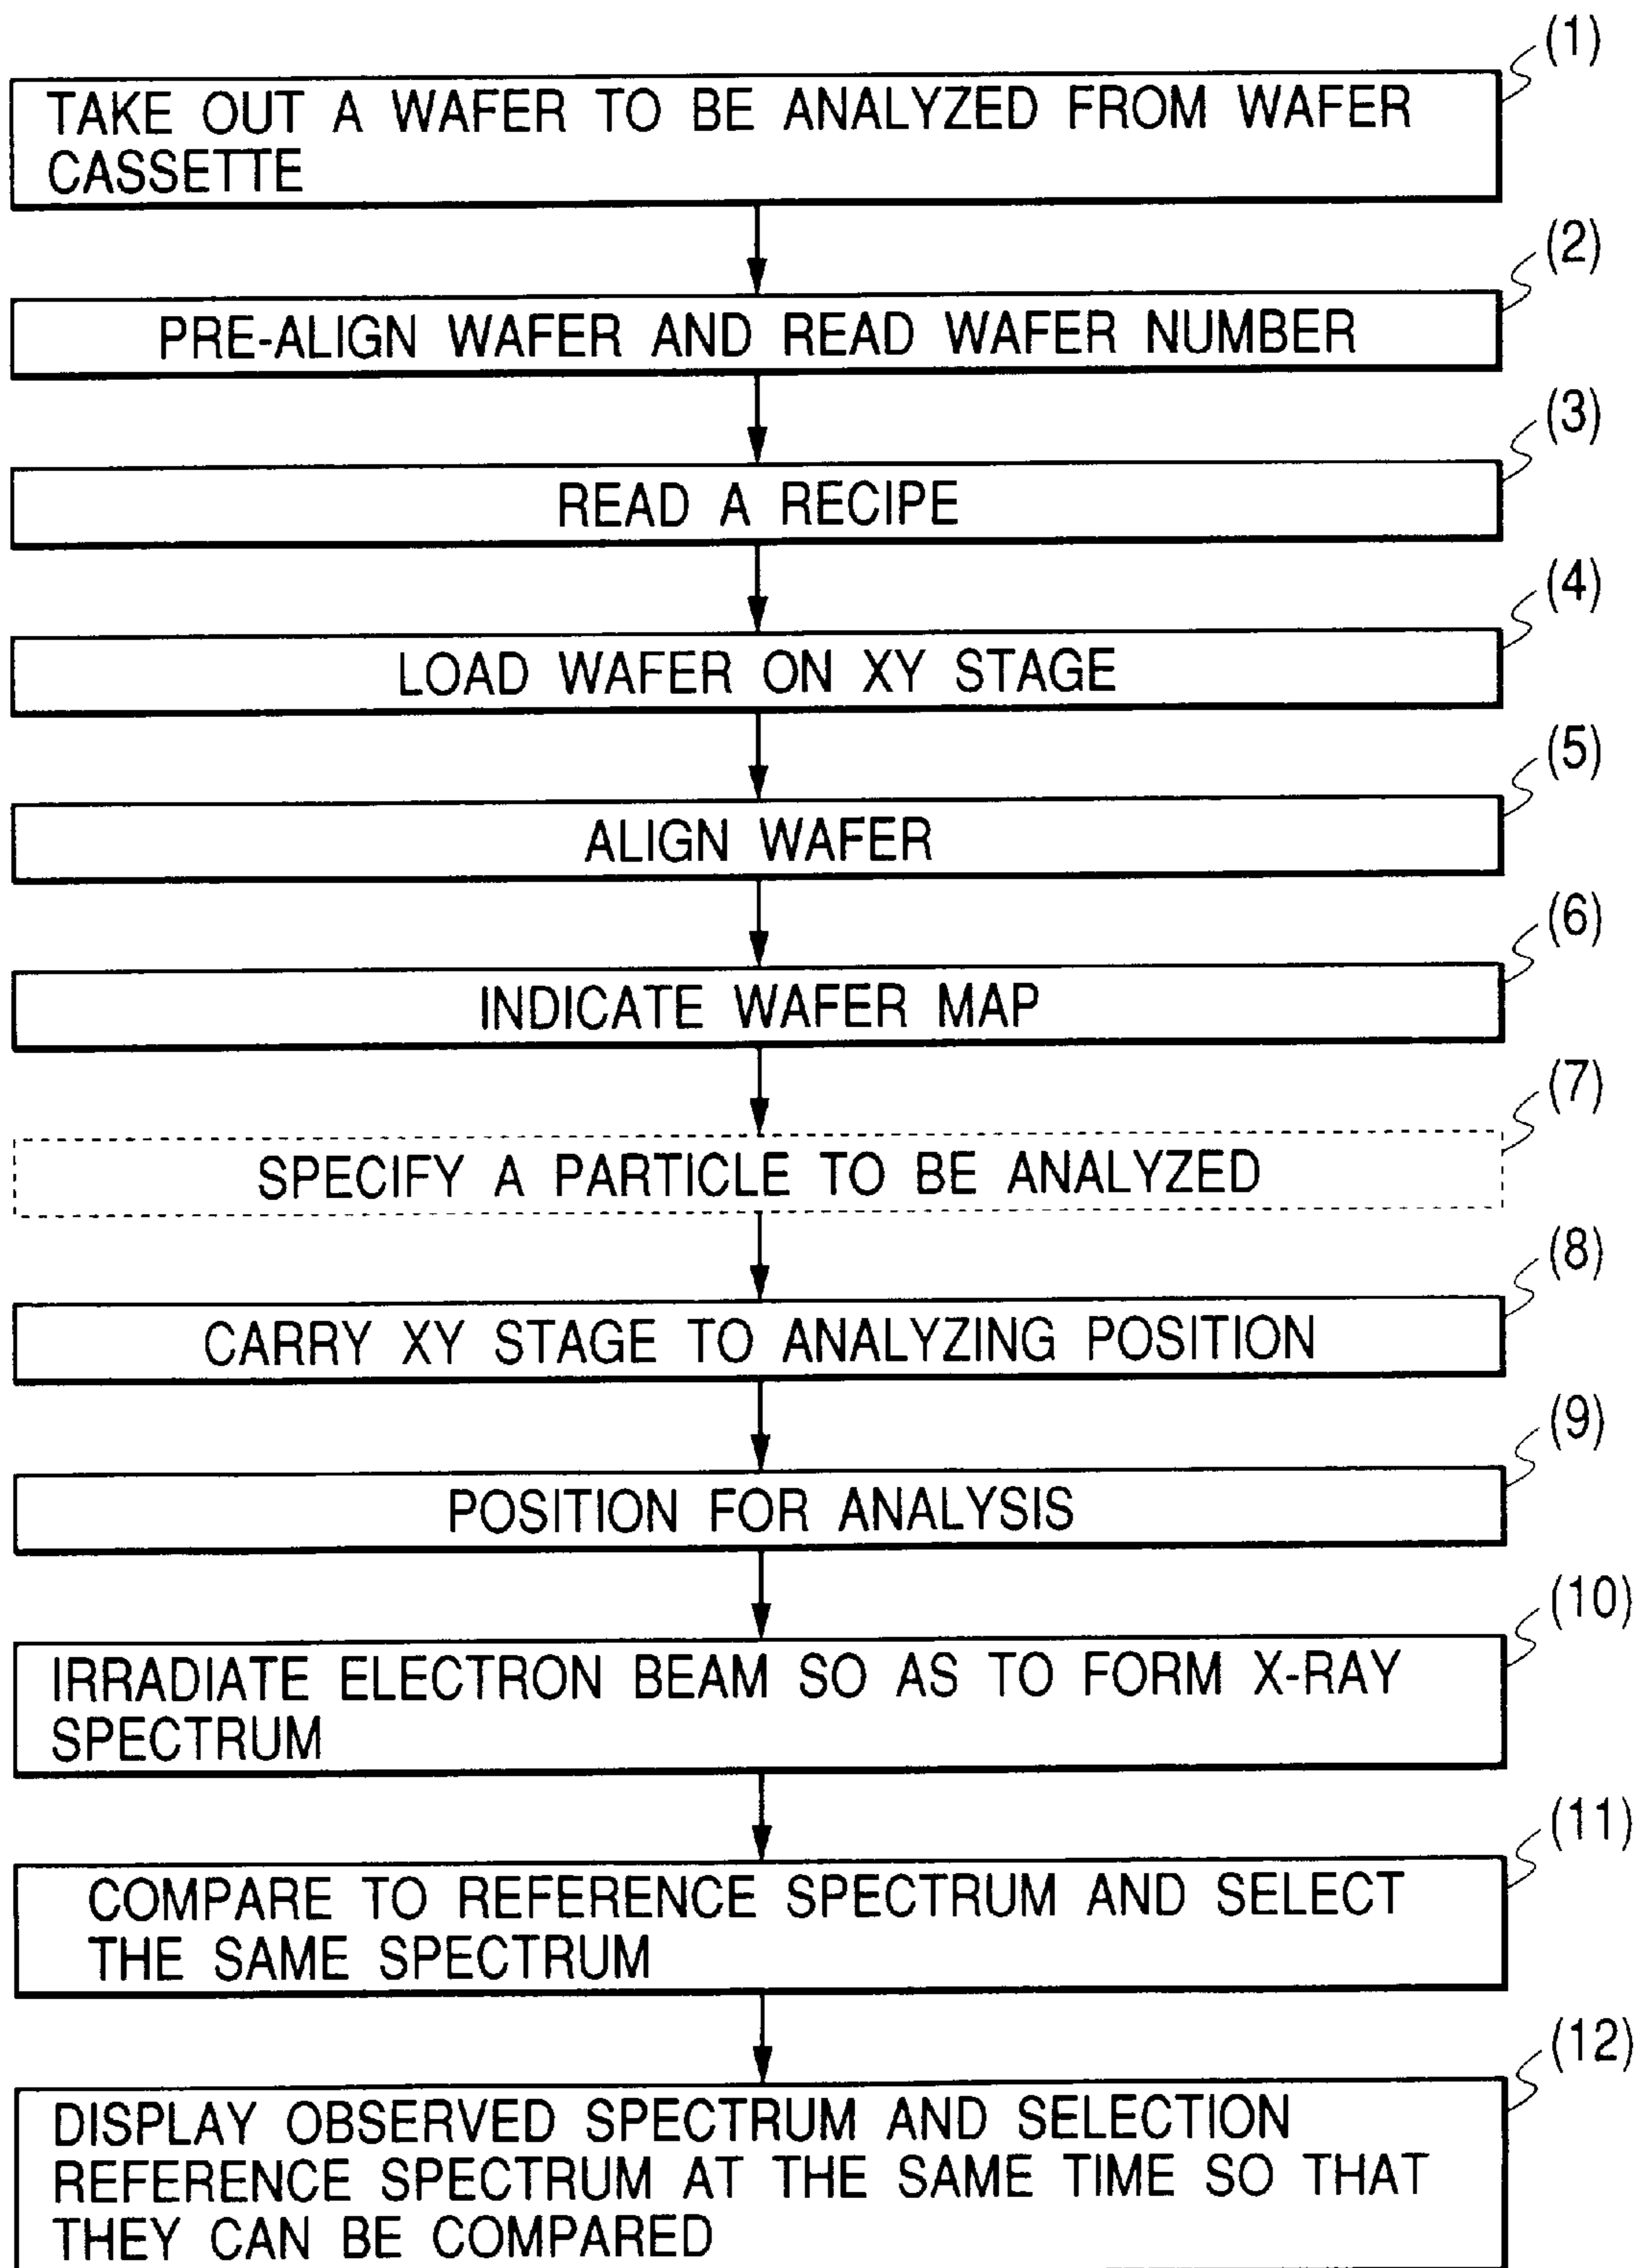 (1)
TAKE OUT A WAFER TO BE ANALYZED FROM WAFER
CASSETTE
(2)
PRE-ALIGN WAFER AND READ WAFER NUMBER
(3)
READ A RECIPE
(4)
LOAD WAFER ON XY STAGE
(5)
ALIGN WAFER
(6)
INDICATE WAFER MAP
(7)
SPECIFY A PARTICLE TO BE ANALYZED
(8)
CARRY XY STAGE TO ANALYZING POSITION
(9)
POSITION FOR ANALYSIS
(10)
IRRADIATE ELECTRON BEAM SO AS TO FORM X-RAY
SPECTRUM
(11)
COMPARE TO REFERENCE SPECTRUM AND SELECT
THE SAME SPECTRUM
(12)
DISPLAY OBSERVED SPECTRUM AND SELECTION
REFERENCE SPECTRUM AT THE SAME TIME SO THAT
THEY CAN BE COMPARED